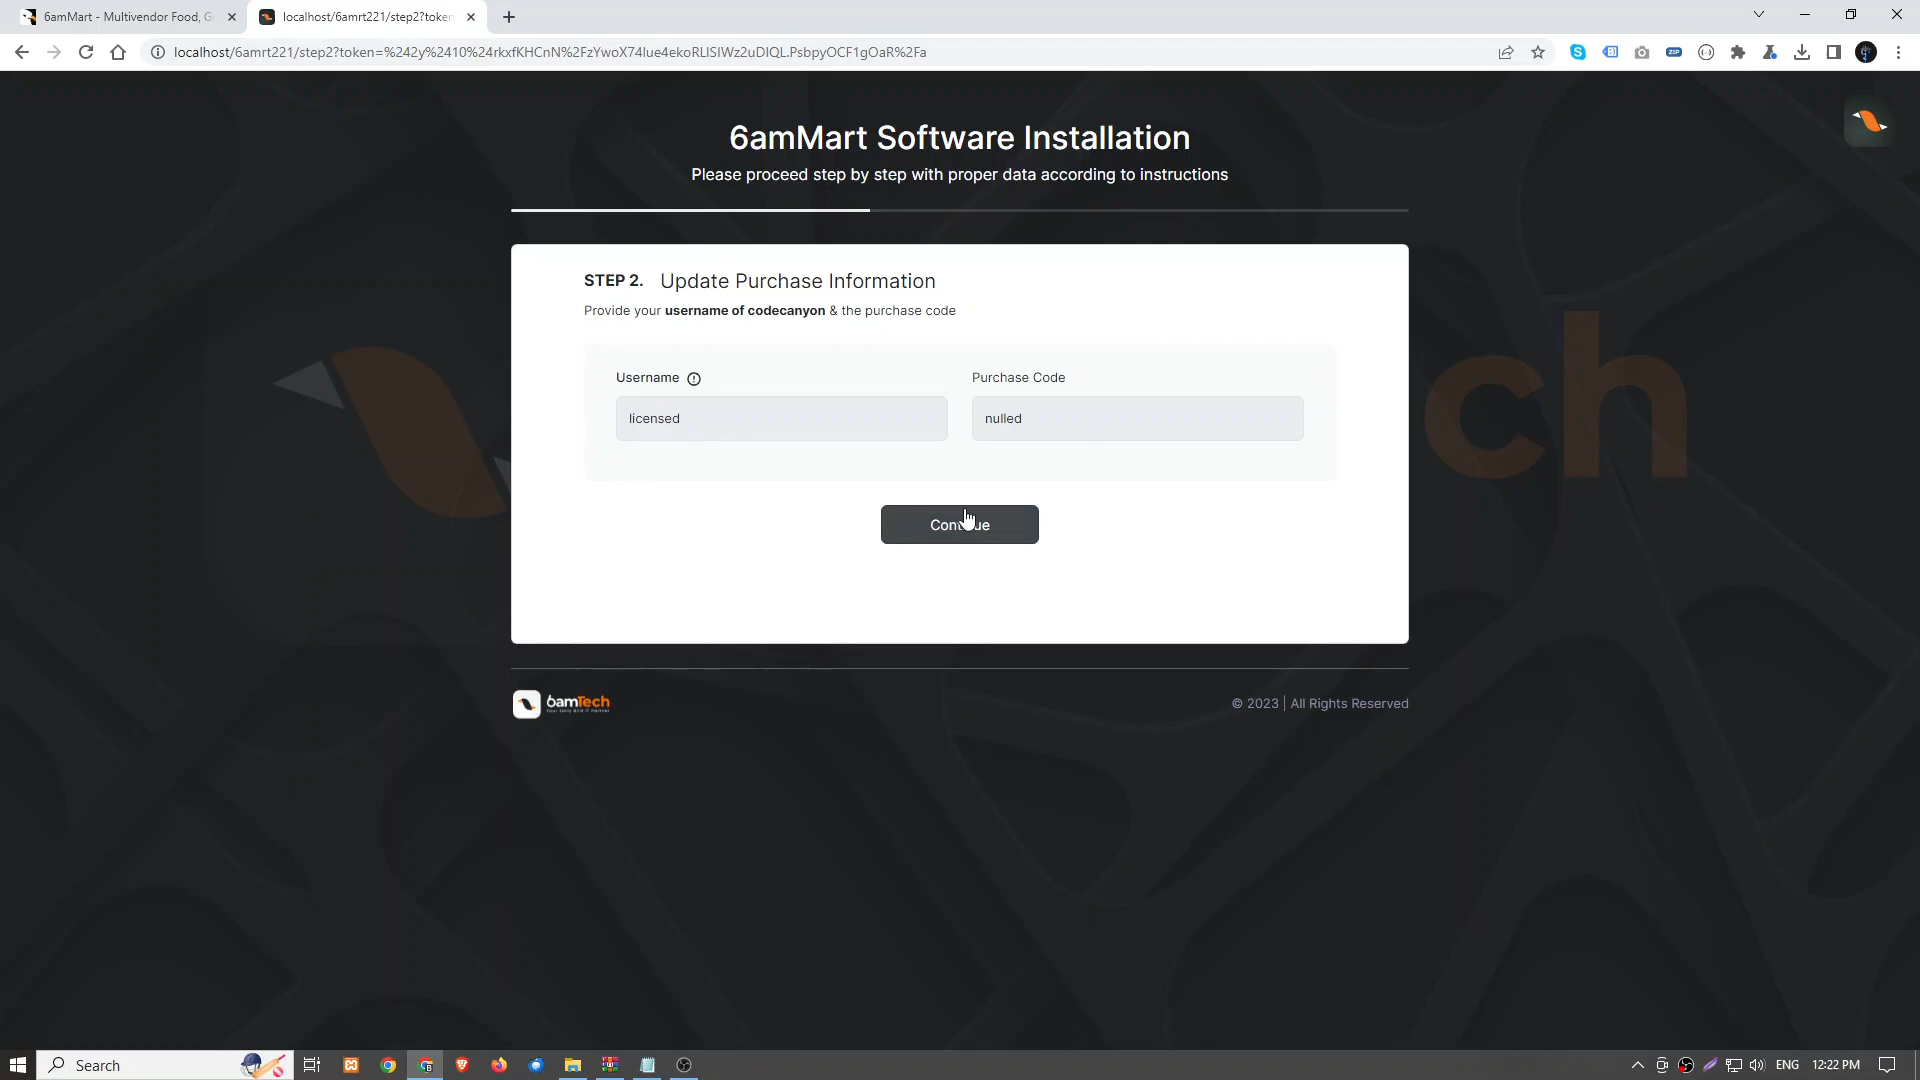 6amMart - Multivendor Food, G
localhost/6amrt221/step2?token
localhost/6amrt221/step2?token=%242y%2410%24rkxfKHCnN%2FzYwoX74lue4ekoRLlSIWz2uDIQL.PsbpyOCF1gOaR%2Fa
ZIP
6amMart Software Installation
Please proceed step by step with proper data according to instructions
ch
STEP 2. Update Purchase Information
Provide your username of codecanyon & the purchase code
Username
Purchase Code
licensed
nulled
Continue
6amTech
© 2023 | All Rights Reserved
Search
ENG
12:22 PM